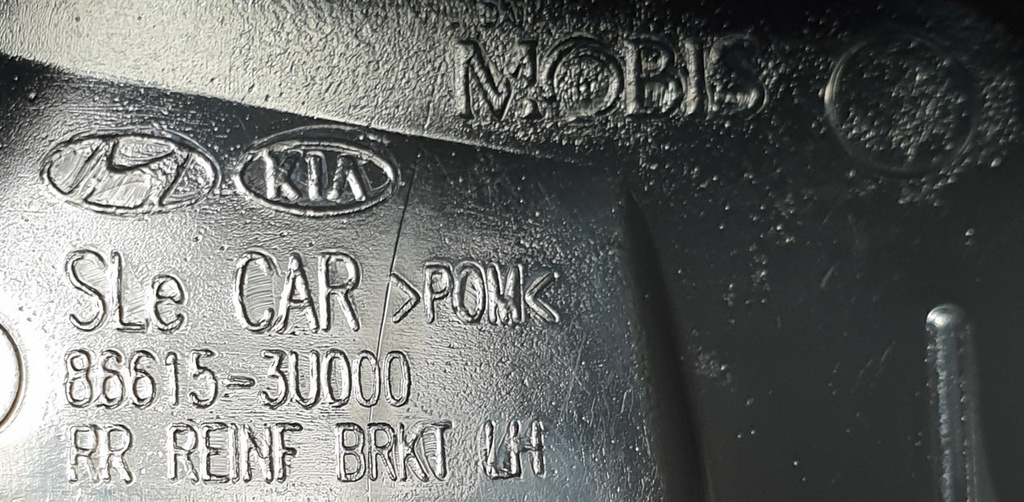 MOBIS
KIA
SLe CAR >POM<
86615-3U000
RR REINF BRKT LH